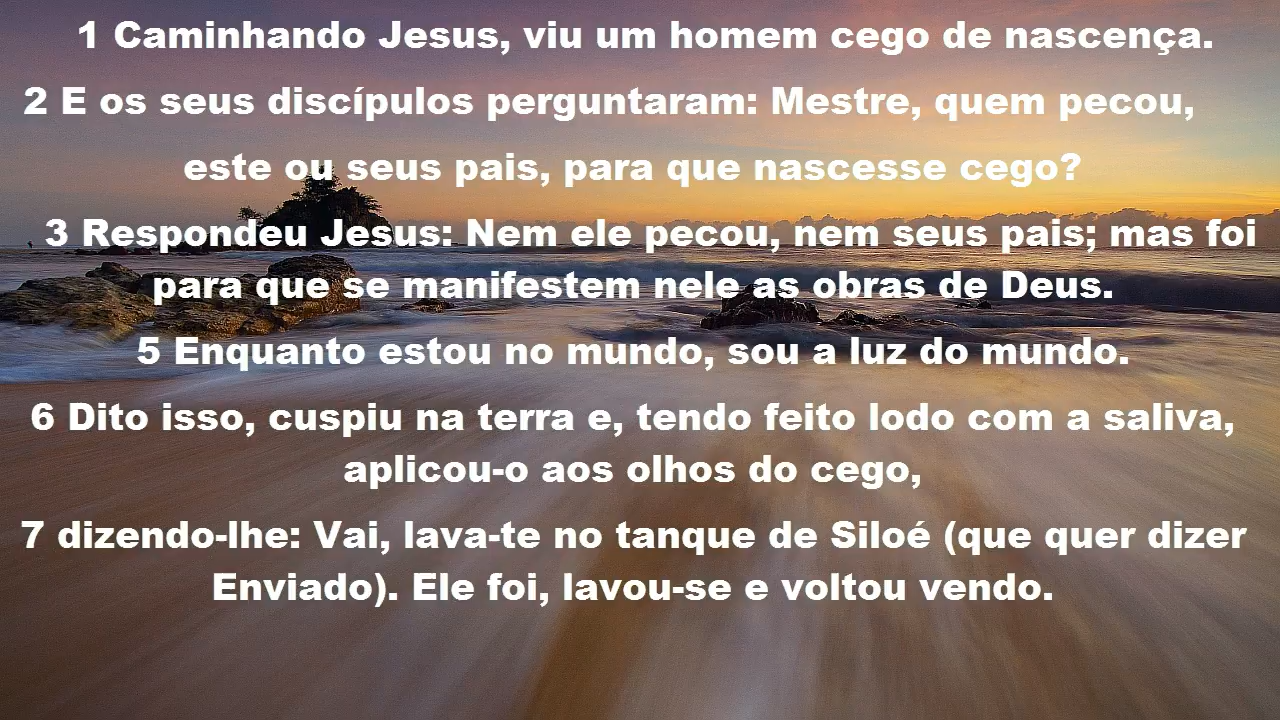 1 Caminhando Jesus, viu um homem cego de nascença.
2 E os seus discípulos perguntaram: Mestre, quem pecou,
este ou seus pais, para que nascesse cego?
3 Respondeu Jesus: Nem ele pecou, nem seus pais; mas foi
para que se manifestem nele as obras de Deus.
5 Enquanto estou no mundo, sou a luz do mundo.
6 Dito isso, cuspiu na terra e, tendo feito lodo com a saliva,
aplicou-o aos olhos do cego,
7 dizendo-lhe: Vai, lava-te no tanque de Siloé (que quer dizer
Enviado). Ele foi, lavou-se e voltou vendo.